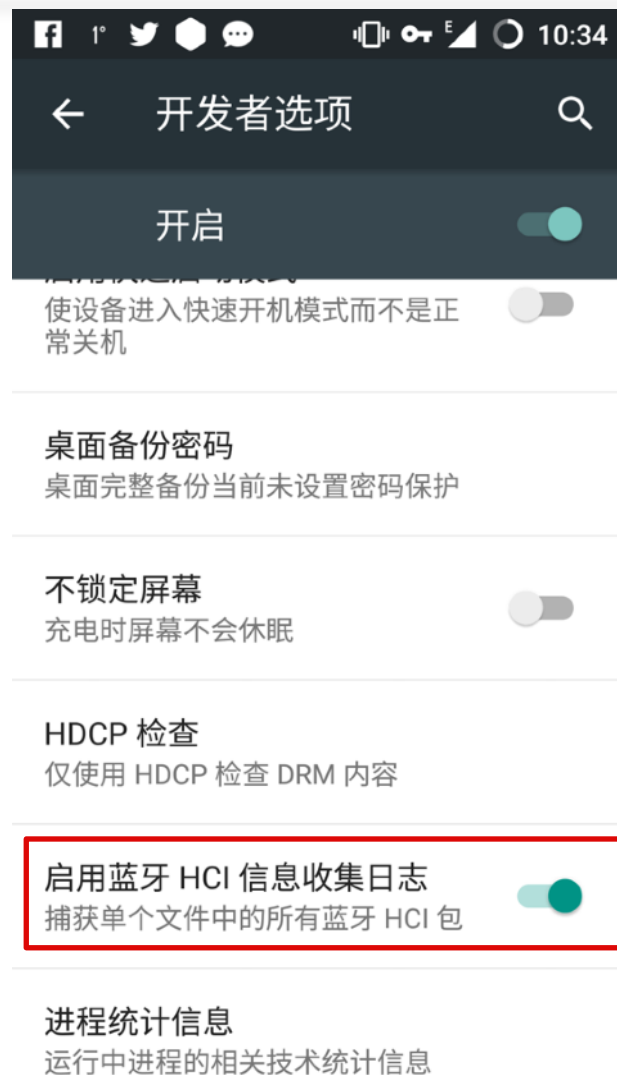 1°
E
10:34
开发者选项
开启
使设备进入快速开机模式而不是正
常关机
桌面备份密码
桌面完整备份当前未设置密码保护
不锁定屏幕
充电时屏幕不会休眠
HDCP 检查
仅使用 HDCP 检查 DRM 内容
启用蓝牙 HCI 信息收集日志
捕获单个文件中的所有蓝牙 HCI 包
进程统计信息
运行中进程的相关技术统计信息